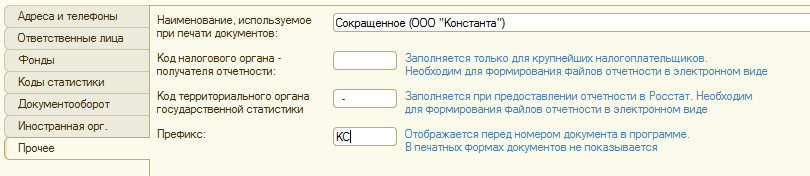 Адреса и телефоны
Ответственные лица
Фонды
Коды статистики
Документооборот
Иностранная орг.
Прочее
Наименование, используемое
при печати документов:
Сокращенное (ООО "Константа")
Код налогового органа -
получателя отчетности:
Заполняется только для крупнейших налогоплательщиков.
Необходим для формирования файлов отчетности в электронном виде
Код территориального органа
государственной статистики
-
Заполняется при предоставлении отчетности в Росстат. Необходим
для формирования файлов отчетности в электронном виде
Префикс:
КС
Отображается перед номером документа в программе.
В печатных формах документов не показывается